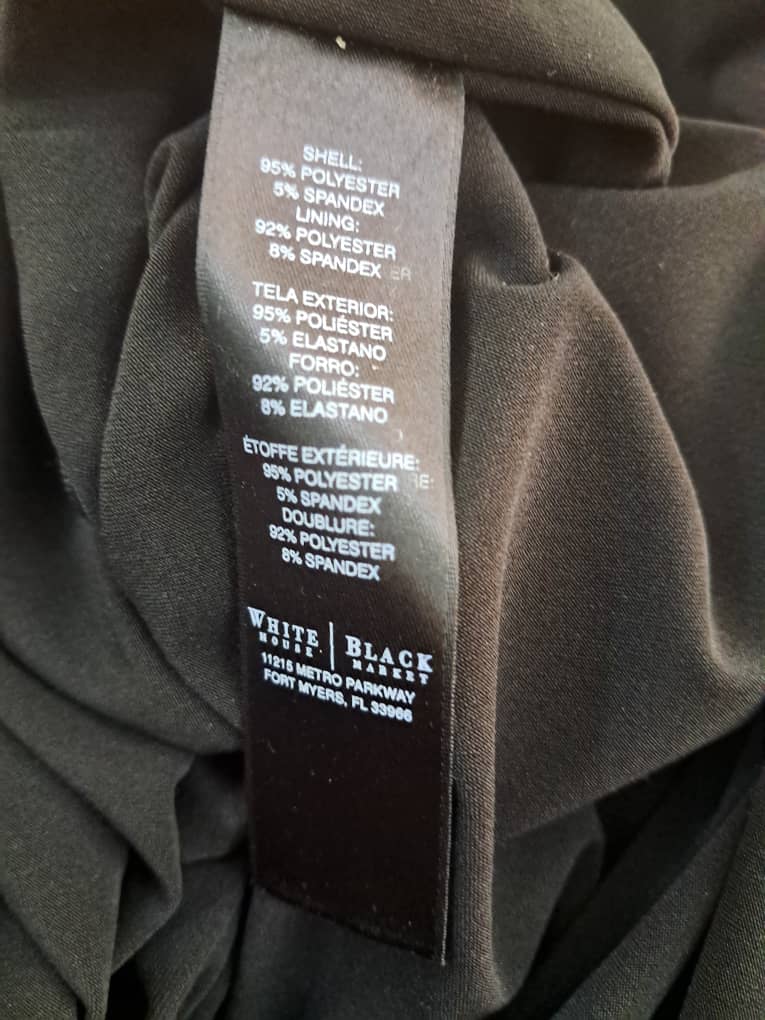 SHELL:
95% POLYESTER
5% SPANDEX
LINING:
92% POLYESTER
8% SPANDEX ER
TELA EXTERIOR:
95% POLIÉSTER
5% ELASTANO
FORRO:
92% POLIÉSTER
8% ELASTANO
ÉTOFFE EXTÉRIEURE:
95% POLYESTER RE:
5% SPANDEX
DOUBLURE:
92% POLYESTER
8% SPANDEX
WHITE HOUSE | BLACK MARKET
11215 METRO PARKWAY
FORT MYERS, FL 33966